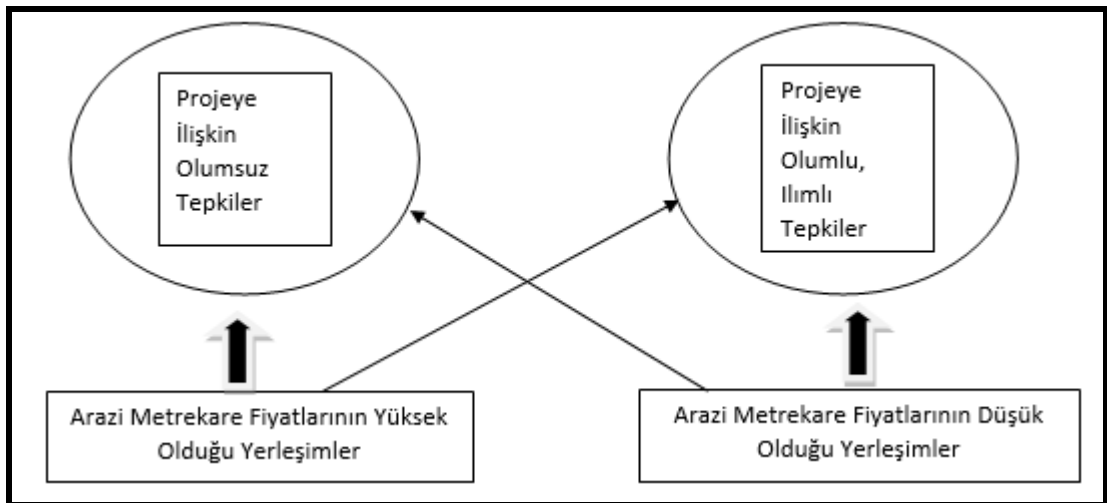 Projeye
İlişkin
Olumsuz
Tepkiler
Projeye
İlişkin
Olumlu,
Ilımlı
Tepkiler
Arazi Metrekare Fiyatlarının Yüksek
Olduğu Yerleşimler
Arazi Metrekare Fiyatlarının Düşük
Olduğu Yerleşimler